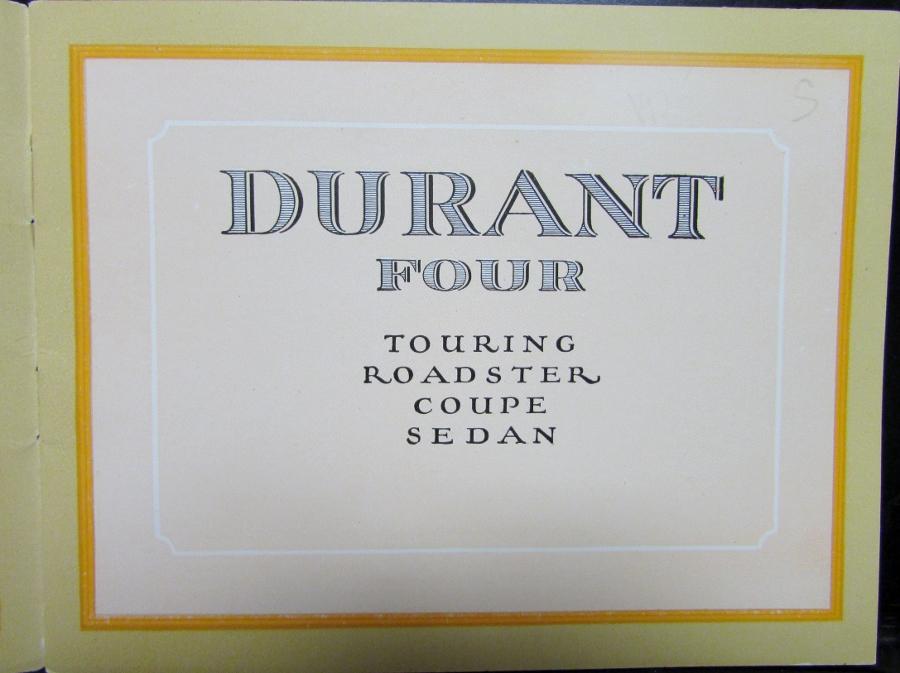 DURANT
FOUR
TOURING
ROADSTER
COUPE
SEDAN
S